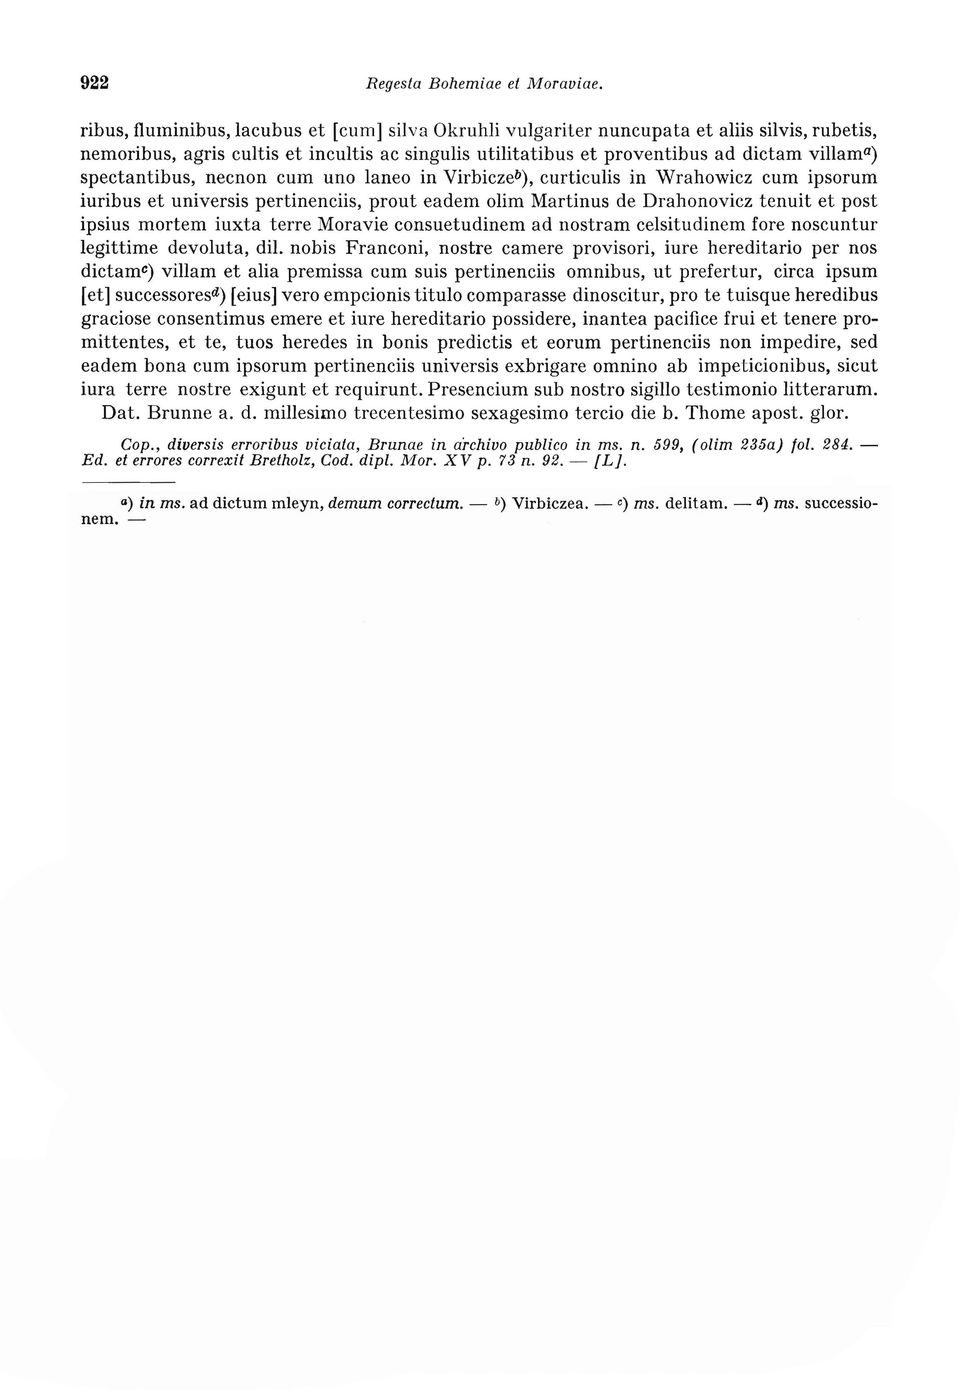 922 Regesta Bohemiae et Moraviae.
ribus, fluminibus, lacubus et [cum] silva Okruhli vulgariter nuncupata et aliis silvis, rubetis,
nemoribus, agris cultis et incultis ac singulis utilitatibus et proventibus ad dictam villamᵃ)
spectantibus, necnon cum uno laneo in Virbiczeᵇ), curticulis in Wrahowicz cum ipsorum
iuribus et universis pertinenciis, prout eadem olim Martinus de Drahonovicz tenuit et post
ipsius mortem iuxta terre Moravie consuetudinem ad nostram celsitudinem fore noscuntur
legittime devoluta, dil. nobis Franconi, nostre camere provisori, iure hereditario per nos
dictamᶜ) villam et alia premissa cum suis pertinenciis omnibus, ut prefertur, circa ipsum
[et] successoresᵈ) [eius] vero empcionis titulo comparasse dinoscitur, pro te tuisque heredibus
graciose consentimus emere et iure hereditario possidere, inantea pacifice frui et tenere pro-
mittentes, et te, tuos heredes in bonis predictis et eorum pertinenciis non impedire, sed
eadem bona cum ipsorum pertinenciis universis exbrigare omnino ab impeticionibus, sicut
iura terre nostre exigunt et requirunt. Presencium sub nostro sigillo testimonio litterarum.
Dat. Brunne a. d. millesimo trecentesimo sexagesimo tercio die b. Thome apost. glor.
Cop., diversis erroribus viciata, Brunae in archivo publico in ms. n. 599, (olim 235a) fol. 284. —
Ed. et errores correxit Bretholz, Cod. dipl. Mor. XV p. 73 n. 92. — [L].
ᵃ) in ms. ad dictum mleyn, demum correctum. — ᵇ) Virbiczea. — ᶜ) ms. delitam. — ᵈ) ms. successio-
nem. —